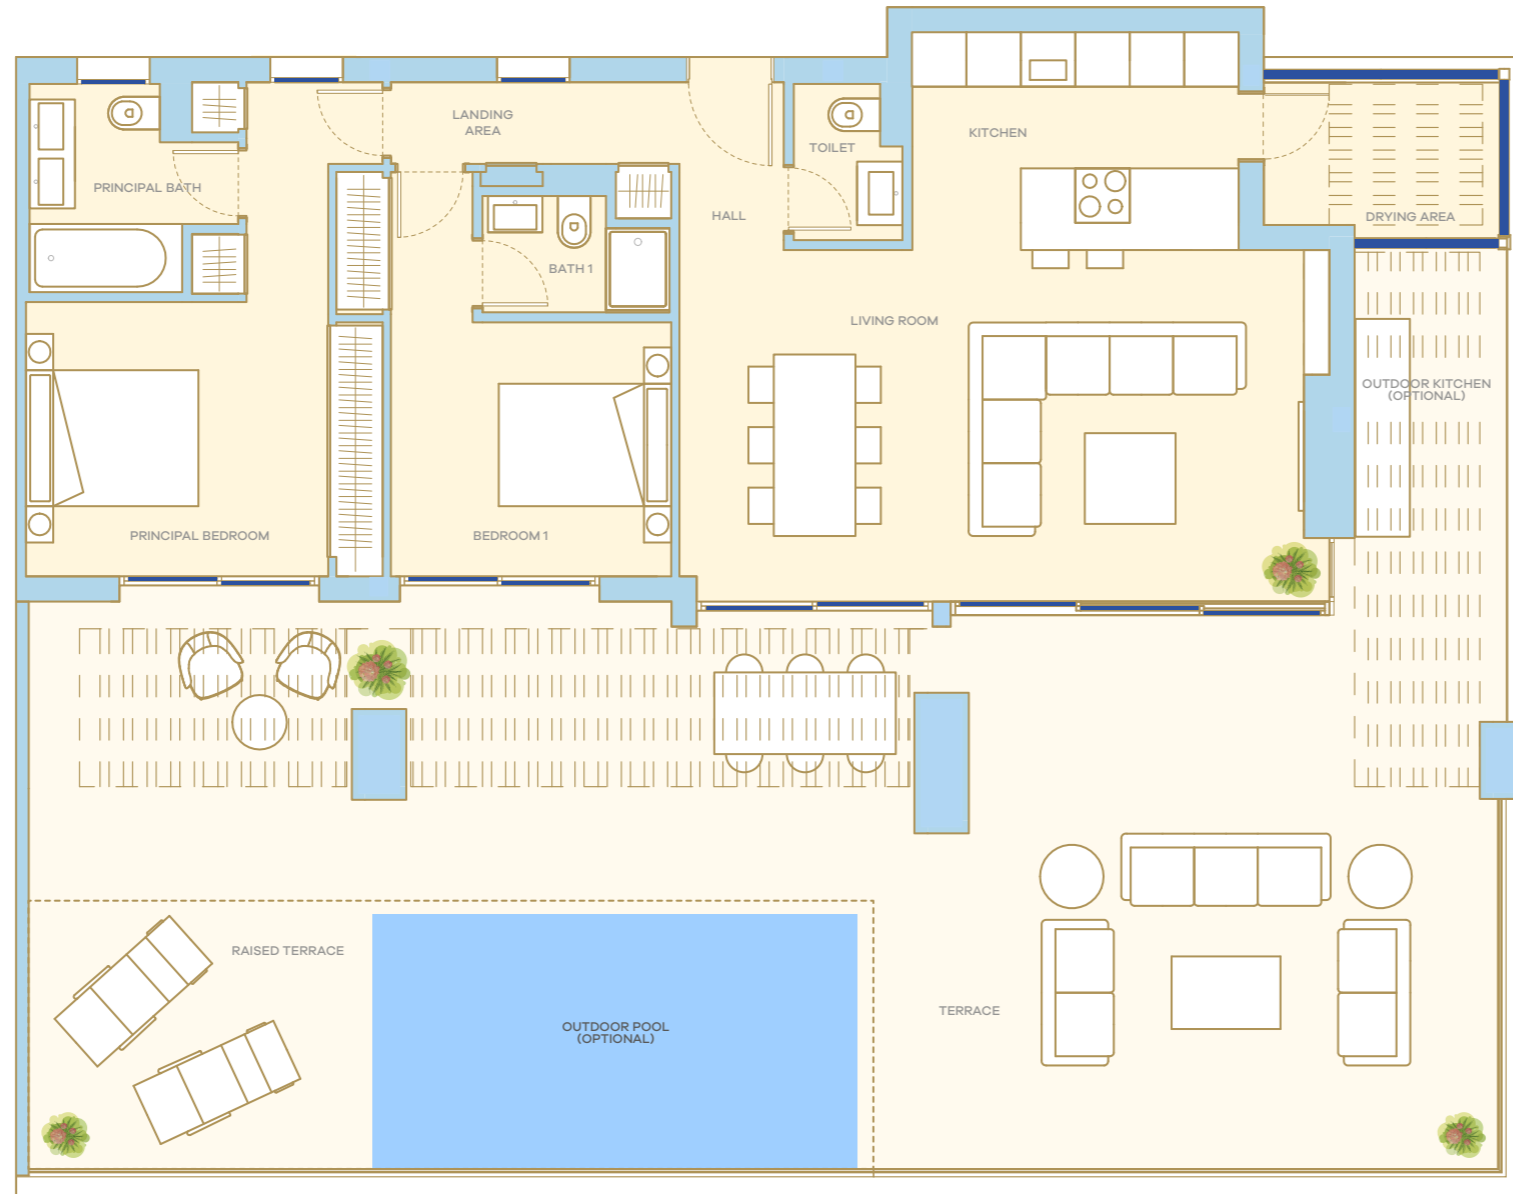 LANDING
AREA
KITCHEN
TOILET
PRINCIPAL BATH
HALL
DRYING AREA
BATH 1
LIVING ROOM
OUTDOOR KITCHEN
(OPTIONAL)
PRINCIPAL BEDROOM
BEDROOM 1
RAISED TERRACE
TERRACE
OUTDOOR POOL
(OPTIONAL)